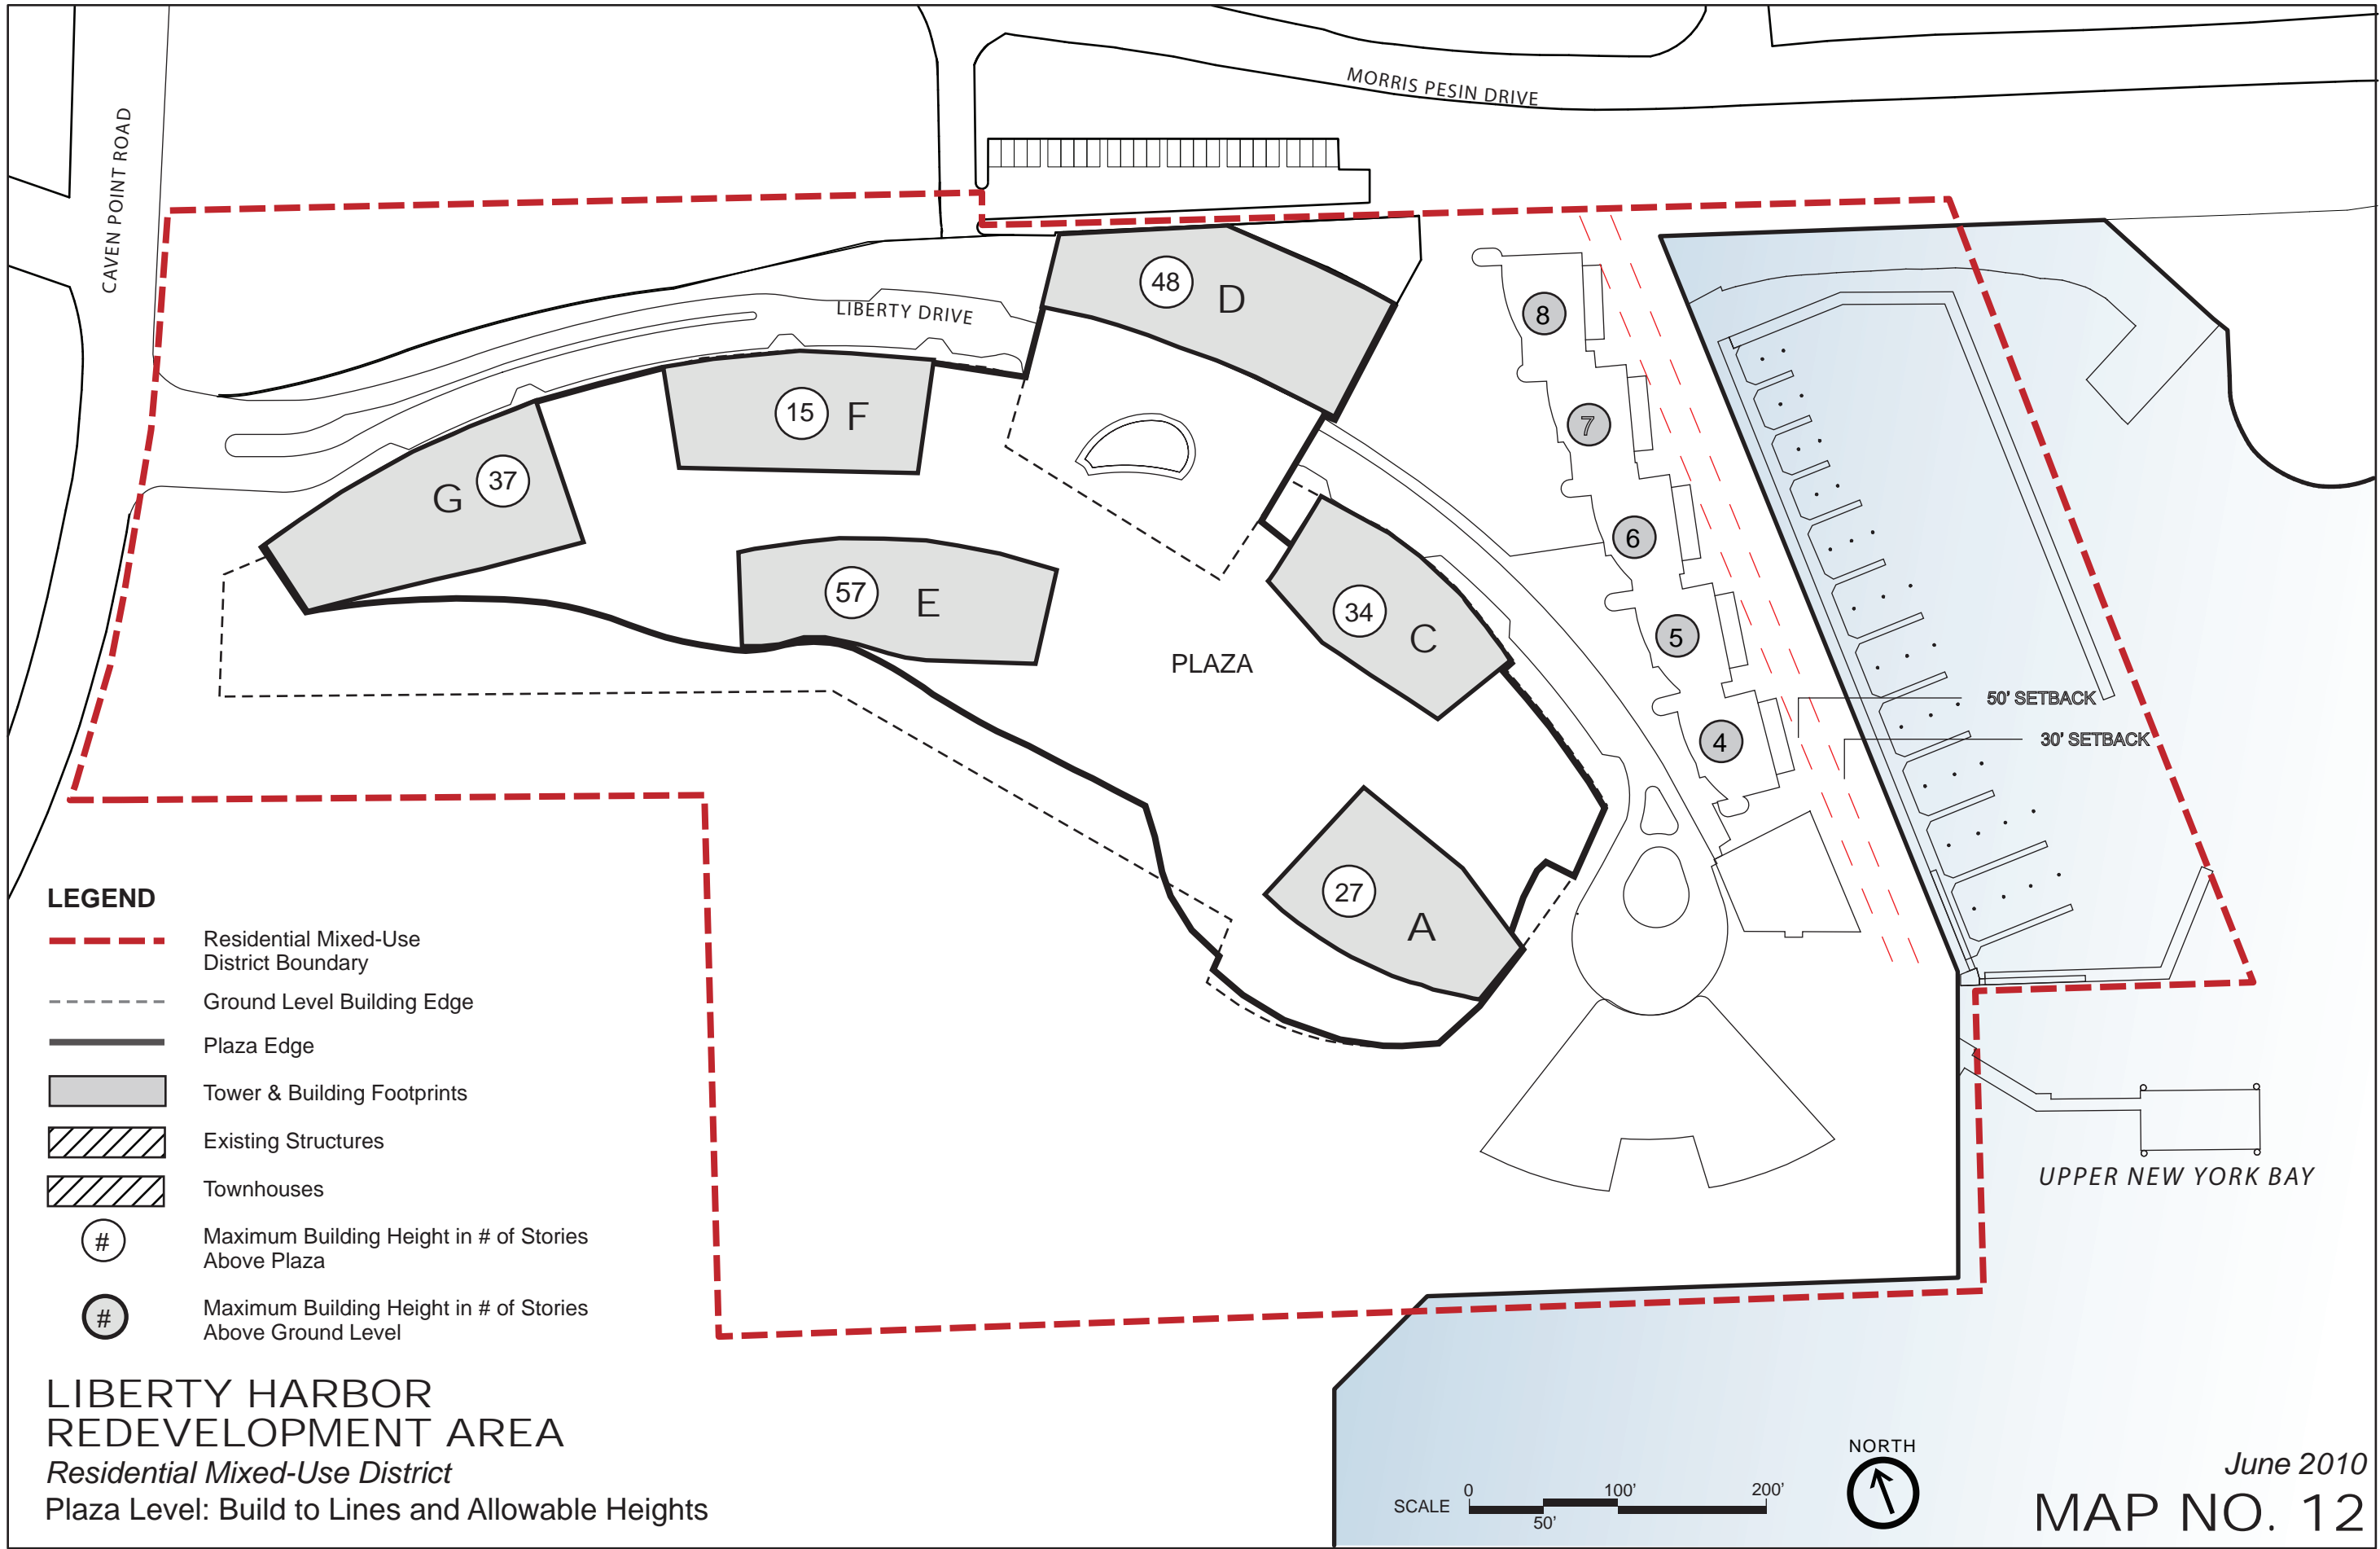 MORRIS PESIN DRIVE
CAVEN POINT ROAD
LIBERTY DRIVE
48 D
8
15 F
7
G 37
6
57 E
34 C
5
PLAZA
4
50' SETBACK
30' SETBACK
27 A
LEGEND
Residential Mixed-Use
District Boundary
Ground Level Building Edge
Plaza Edge
Tower & Building Footprints
Existing Structures
Townhouses
# Maximum Building Height in # of Stories
Above Plaza
# Maximum Building Height in # of Stories
Above Ground Level
UPPER NEW YORK BAY
LIBERTY HARBOR
REDEVELOPMENT AREA
Residential Mixed-Use District
Plaza Level: Build to Lines and Allowable Heights
SCALE 0 50' 100' 200'
NORTH
June 2010
MAP NO. 12